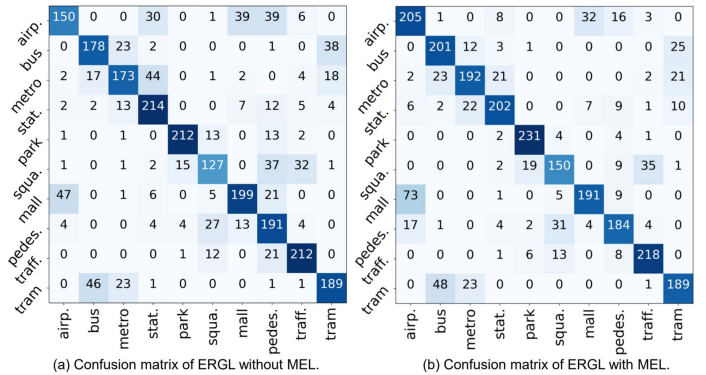 airp. 150 0 0 30 0 1 39 39 6 0
bus 0 178 23 2 0 0 0 1 0 38
metro 2 17 173 44 0 1 2 0 4 18
stat. 2 2 13 214 0 0 7 12 5 4
park 1 0 1 0 212 13 0 13 2 0
squa. 1 0 0 2 15 127 0 37 32 1
mall 47 0 1 6 0 5 199 21 0 0
pedes. 4 0 0 4 4 27 13 191 4 0
traff. 0 0 0 0 1 12 0 21 212 0
tram 0 46 23 1 0 0 0 1 1 189
airp. bus metro stat. park squa. mall pedes. traff. tram
(a) Confusion matrix of ERGL without MEL.
airp. 205 1 0 8 0 0 32 16 3 0
bus 0 201 12 3 1 0 0 0 0 25
metro 2 23 192 21 0 0 0 0 2 21
stat. 6 2 22 202 0 0 7 9 1 10
park 0 0 0 2 231 4 0 4 1 0
squa. 0 0 0 2 19 150 0 9 35 1
mall 73 0 0 1 0 5 191 9 0 0
pedes. 17 1 0 4 2 31 4 184 4 0
traff. 0 0 0 1 6 13 0 8 218 0
tram 0 48 23 0 0 0 0 0 1 189
airp. bus metro stat. park squa. mall pedes. traff. tram
(b) Confusion matrix of ERGL with MEL.